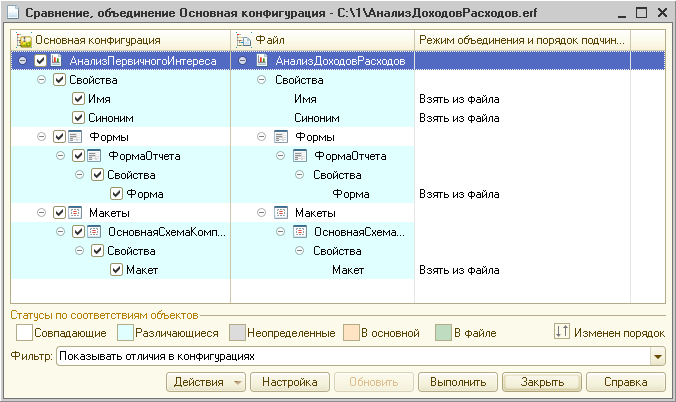 Сравнение, объединение Основная конфигурация - C:\1\АнализДоходовРасходов.erf
Основная конфигурация Файл Режим объединения и порядок подчин...
АнализПервичногоИнтереса АнализДоходовРасходов
Свойства Свойства
Имя Имя Взять из файла
Синоним Синоним Взять из файла
Формы Формы
ФормаОтчета ФормаОтчета
Свойства Свойства
Форма Форма Взять из файла
Макеты Макеты
ОсновнаяСхемаКомп... ОсновнаяСхема...
Свойства Свойства
Макет Макет Взять из файла
Статусы по соответствиям объектов
Совпадающие Различающиеся Неопределенные В основной В файле Изменен порядок
Фильтр: Показывать отличия в конфигурациях
Действия Настройка Обновить Выполнить Закрыть Справка